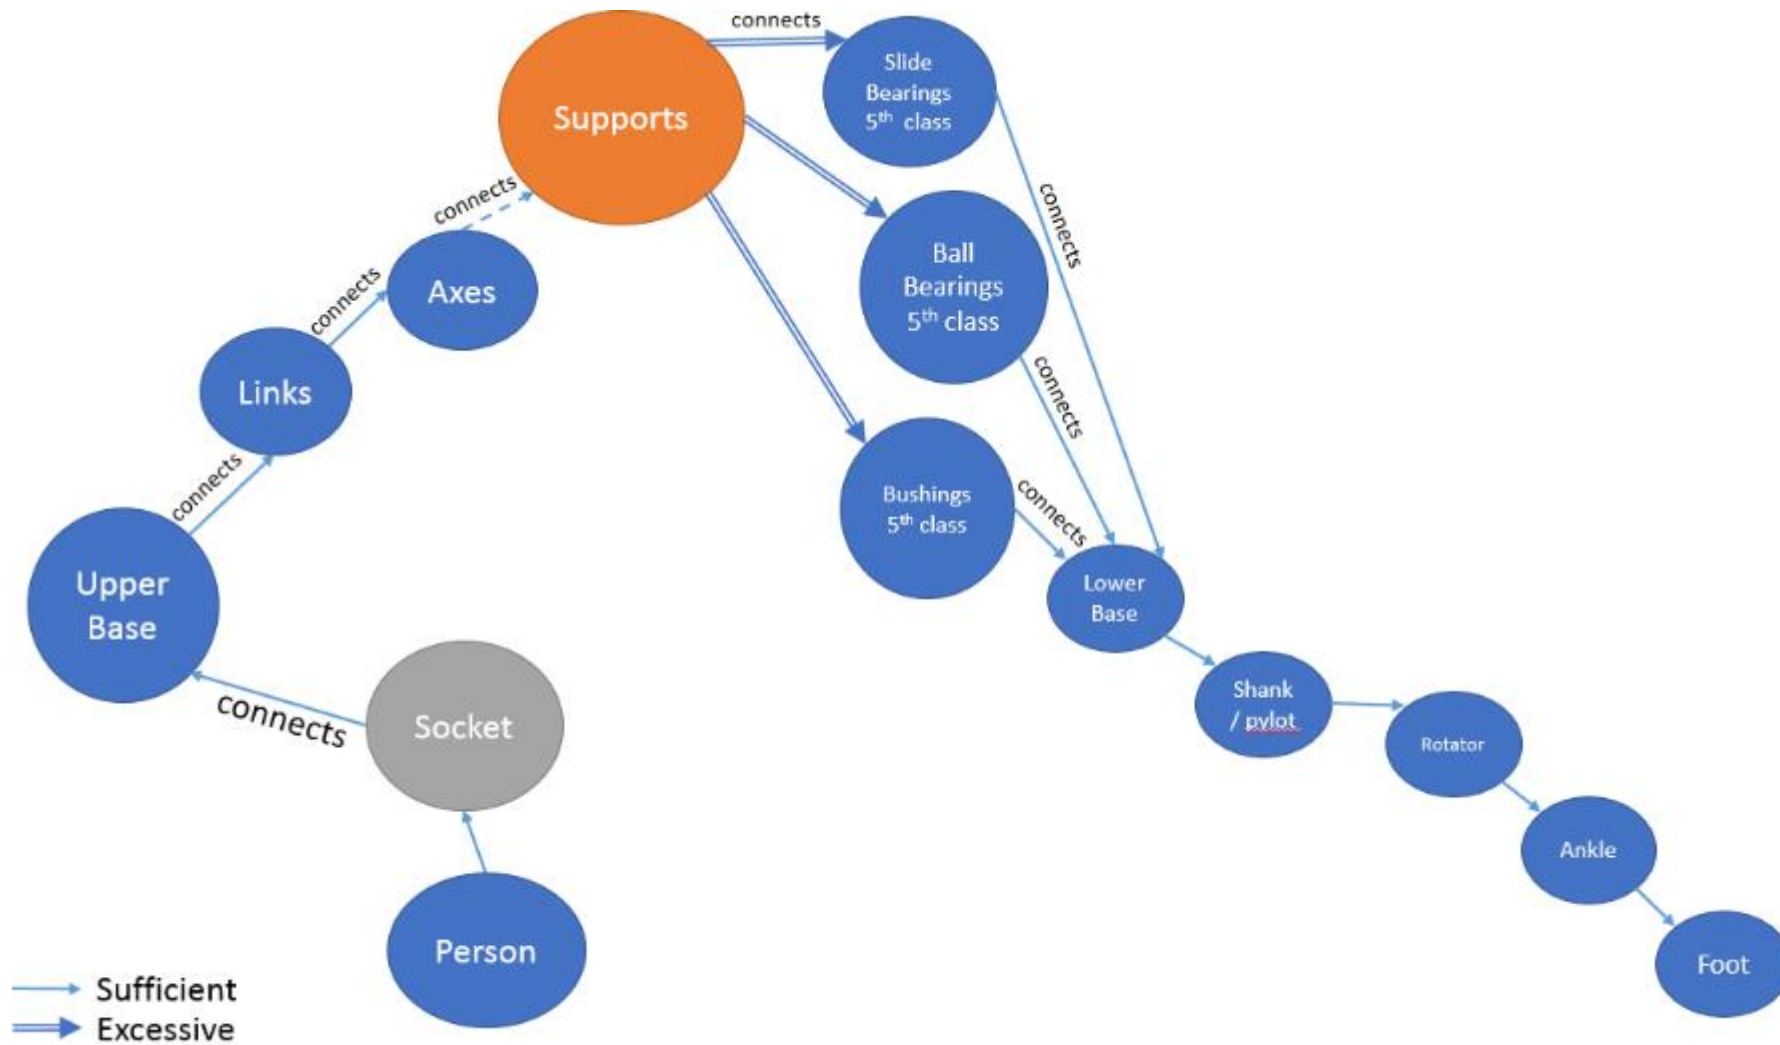 connects
Slide
Bearings
5th class
Supports
connects
connects
Ball
Bearings
5th class
connects
Axes
connects
Links
connects
Bushings
5th class
connects
connects
Upper
Base
Lower
Base
connects
Socket
Shank
/ pylot
Rotator
Ankle
Person
Foot
Sufficient
Excessive